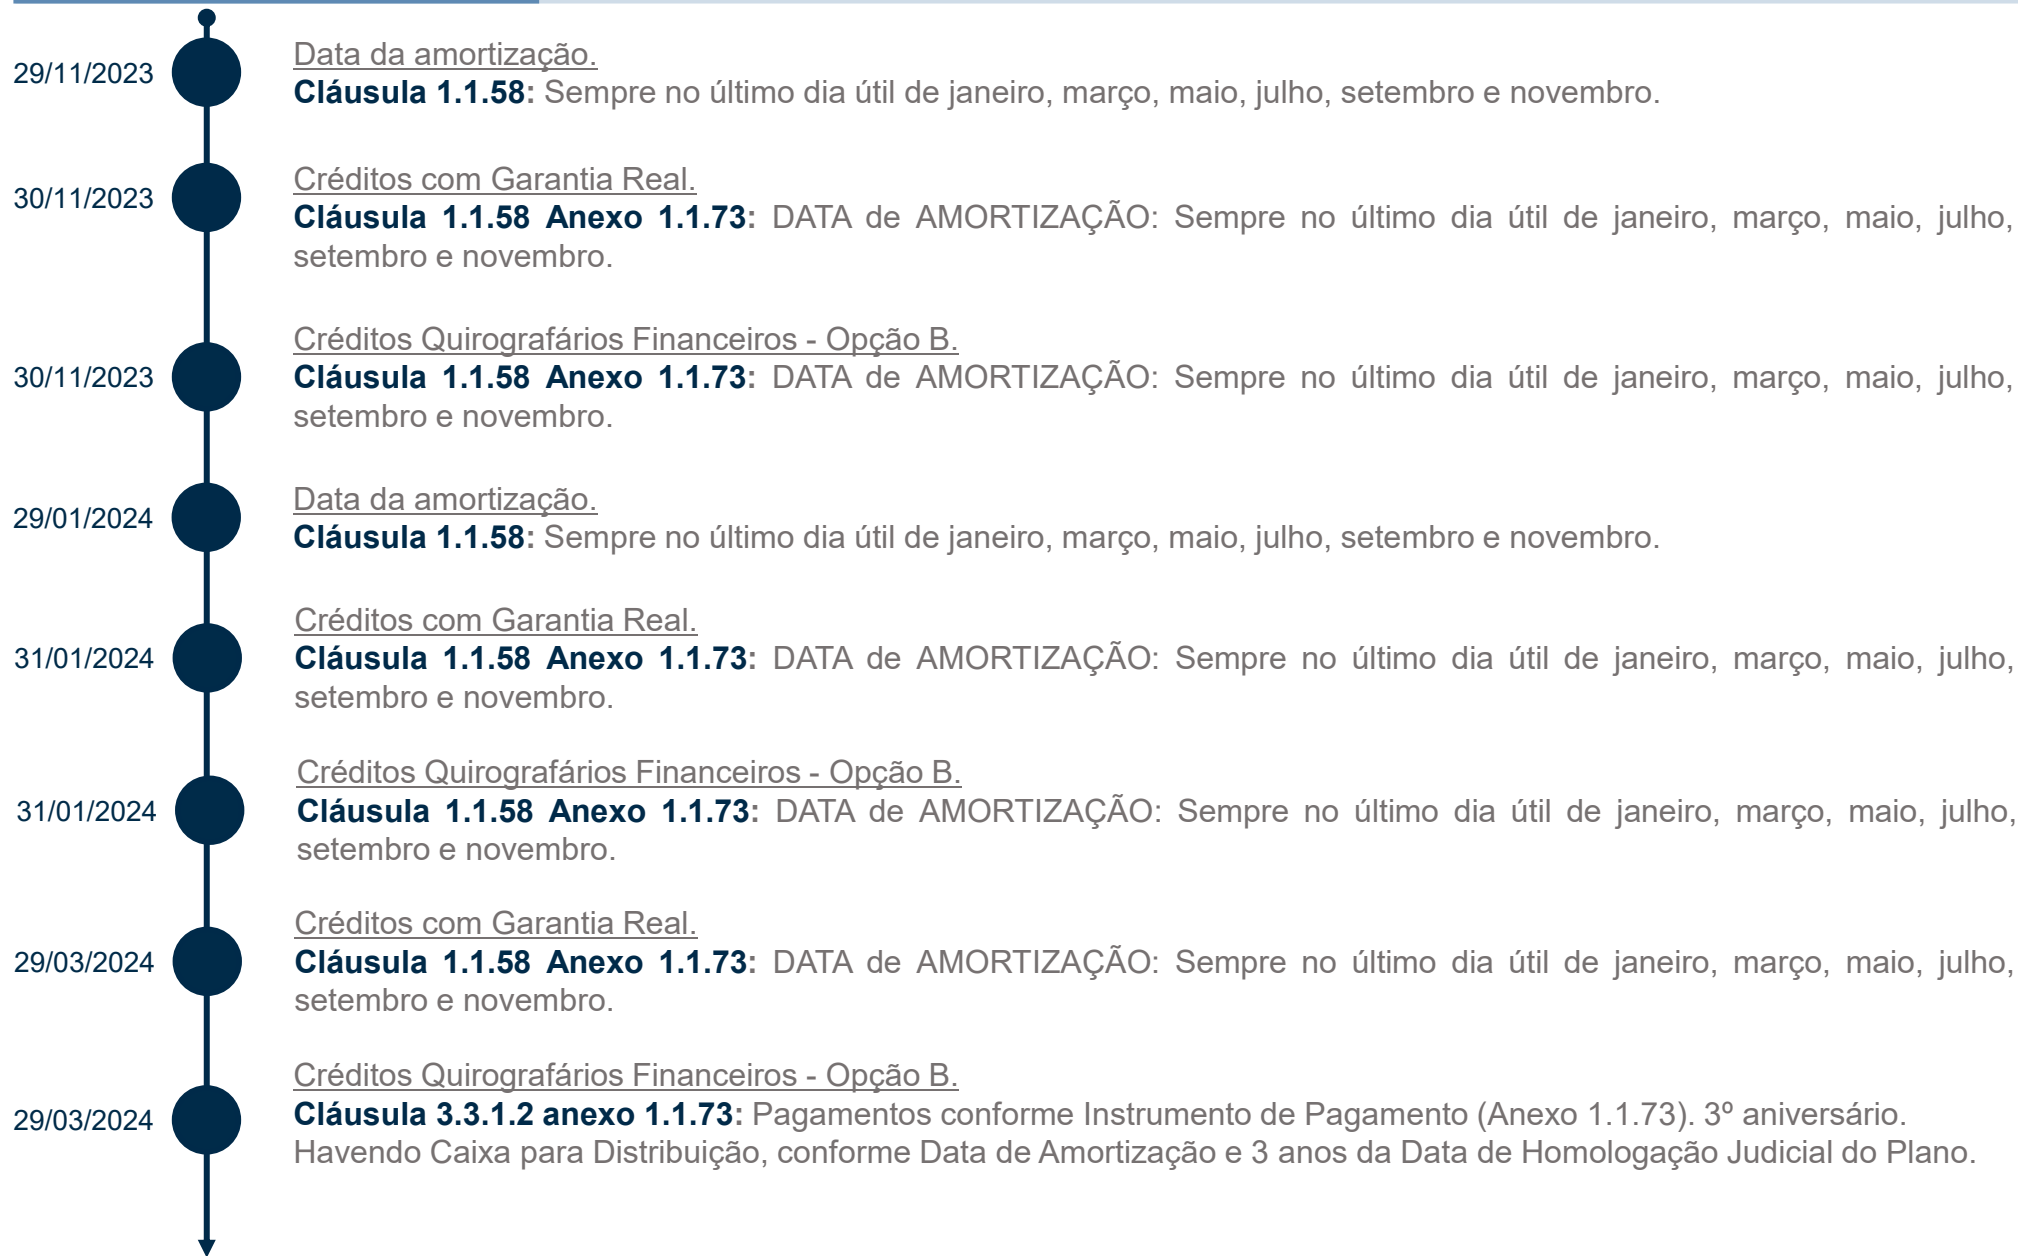 29/11/2023
Data da amortização.
Cláusula 1.1.58: Sempre no último dia útil de janeiro, março, maio, julho, setembro e novembro.
30/11/2023
Créditos com Garantia Real.
Cláusula 1.1.58 Anexo 1.1.73: DATA de AMORTIZAÇÃO: Sempre no último dia útil de janeiro, março, maio, julho,
setembro e novembro.
30/11/2023
Créditos Quirografários Financeiros - Opção B.
Cláusula 1.1.58 Anexo 1.1.73: DATA de AMORTIZAÇÃO: Sempre no último dia útil de janeiro, março, maio, julho,
setembro e novembro.
29/01/2024
Data da amortização.
Cláusula 1.1.58: Sempre no último dia útil de janeiro, março, maio, julho, setembro e novembro.
31/01/2024
Créditos com Garantia Real.
Cláusula 1.1.58 Anexo 1.1.73: DATA de AMORTIZAÇÃO: Sempre no último dia útil de janeiro, março, maio, julho,
setembro e novembro.
31/01/2024
Créditos Quirografários Financeiros - Opção B.
Cláusula 1.1.58 Anexo 1.1.73: DATA de AMORTIZAÇÃO: Sempre no último dia útil de janeiro, março, maio, julho,
setembro e novembro.
29/03/2024
Créditos com Garantia Real.
Cláusula 1.1.58 Anexo 1.1.73: DATA de AMORTIZAÇÃO: Sempre no último dia útil de janeiro, março, maio, julho,
setembro e novembro.
29/03/2024
Créditos Quirografários Financeiros - Opção B.
Cláusula 3.3.1.2 anexo 1.1.73: Pagamentos conforme Instrumento de Pagamento (Anexo 1.1.73). 3º aniversário.
Havendo Caixa para Distribuição, conforme Data de Amortização e 3 anos da Data de Homologação Judicial do Plano.